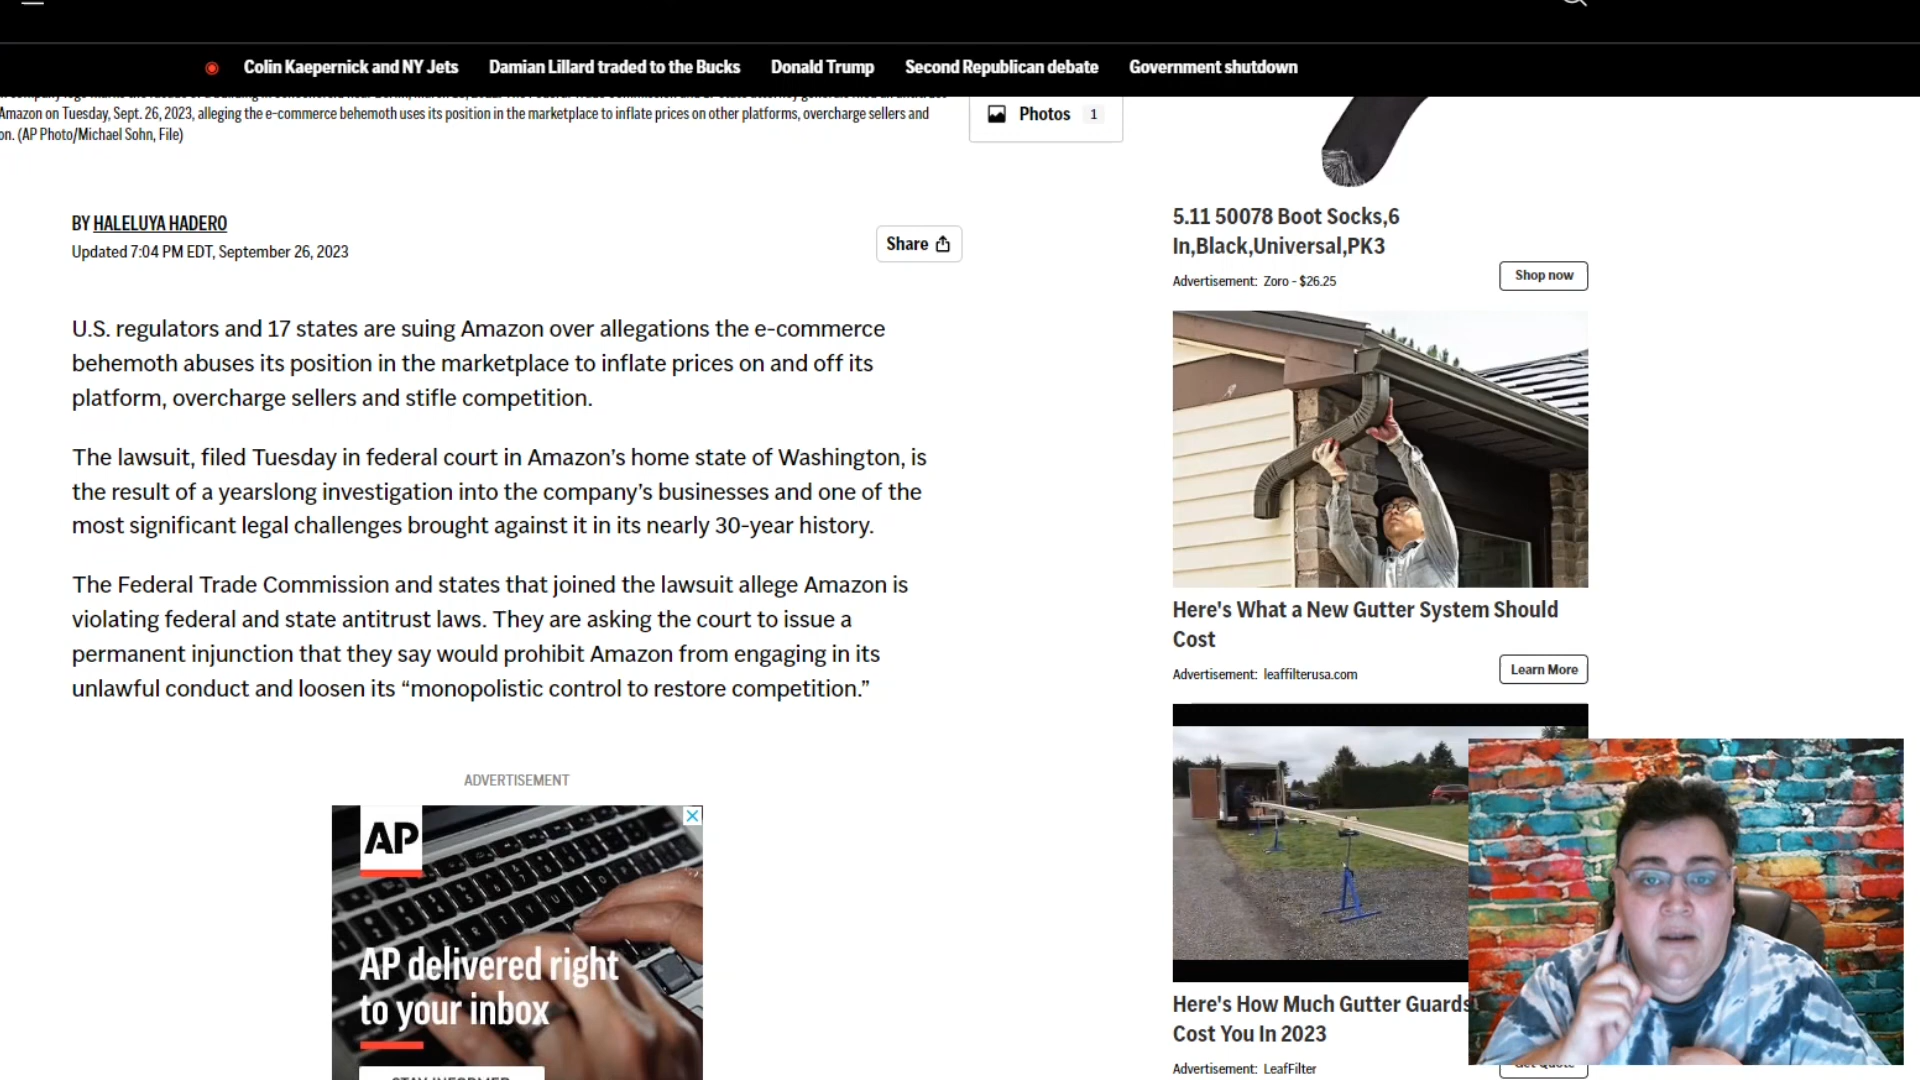 Colin Kaepernick and NY Jets
Damian Lillard traded to the Bucks
Donald Trump
Second Republican debate
Government shutdown
Amazon on Tuesday, Sept. 26, 2023, alleging the e-commerce behemoth uses its position in the marketplace to inflate prices on other platforms, overcharge sellers and
on. (AP Photo/Michael Sohn, File)
Photos 1
BY HALELUYA HADERO
Updated 7:04 PM EDT, September 26, 2023
Share
U.S. regulators and 17 states are suing Amazon over allegations the e-commerce
behemoth abuses its position in the marketplace to inflate prices on and off its
platform, overcharge sellers and stifle competition.
The lawsuit, filed Tuesday in federal court in Amazon’s home state of Washington, is
the result of a yearslong investigation into the company’s businesses and one of the
most significant legal challenges brought against it in its nearly 30-year history.
The Federal Trade Commission and states that joined the lawsuit allege Amazon is
violating federal and state antitrust laws. They are asking the court to issue a
permanent injunction that they say would prohibit Amazon from engaging in its
unlawful conduct and loosen its “monopolistic control to restore competition.”
ADVERTISEMENT
AP
AP delivered right
to your inbox
STAY INFORMED
5.11 50078 Boot Socks,6
In,Black,Universal,PK3
Advertisement: Zoro - $26.25
Shop now
Here's What a New Gutter System Should
Cost
Advertisement: leaffilterusa.com
Learn More
Here's How Much Gutter Guards
Cost You In 2023
Advertisement: LeafFilter
Get Quote